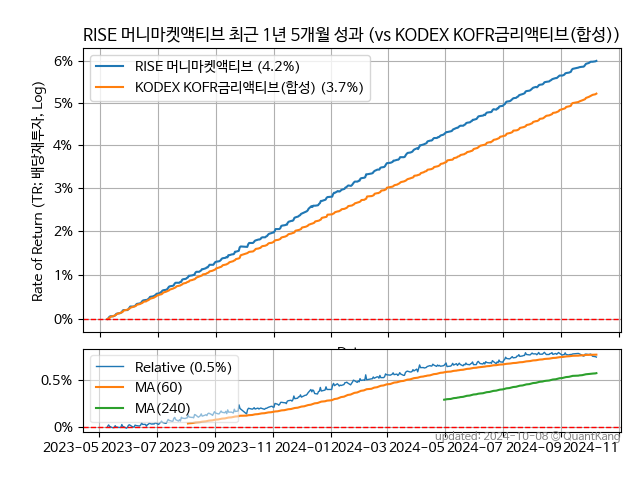 RISE 머니마켓액티브 최근 1년 5개월 성과 (vs KODEX KOFR금리액티브(합성))
Rate of Return (TR: 배당재투자, Log)
6%
5%
4%
3%
2%
1%
0%
RISE 머니마켓액티브 (4.2%)
KODEX KOFR금리액티브(합성) (3.7%)
0.5%
0%
Relative (0.5%)
MA(60)
MA(240)
2023-05 2023-07 2023-09 2023-11 2024-01 2024-03 2024-05 2024-07 2024-09 2024-11
updated: 2024-10-08 © QuantKang